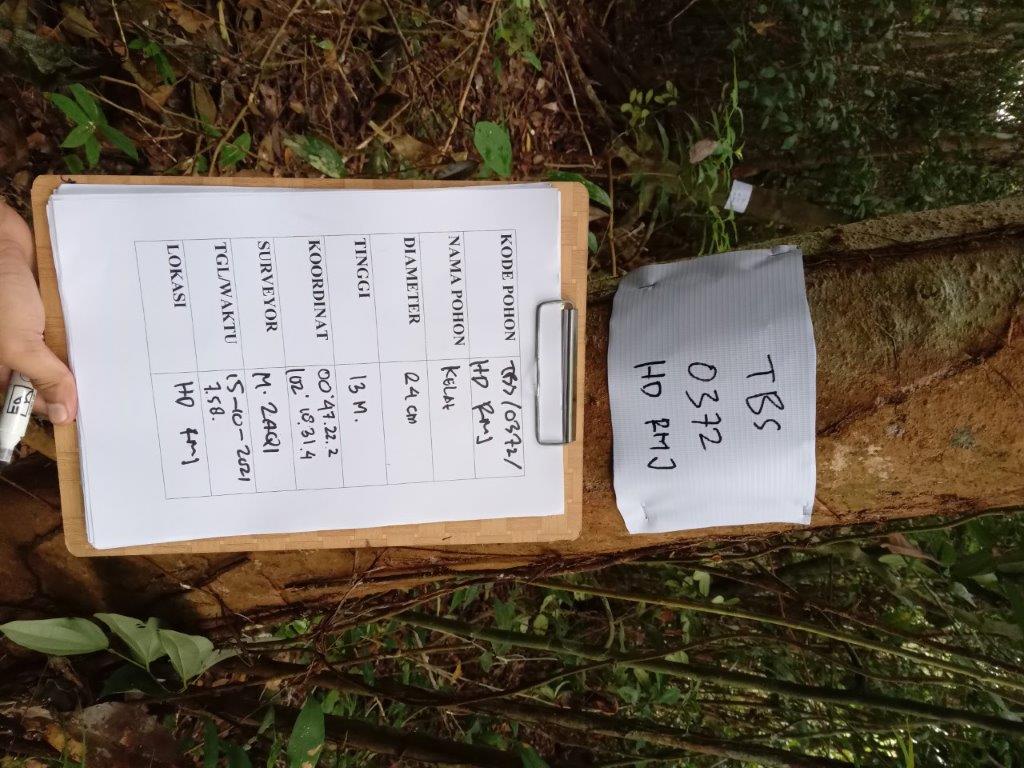 TBS
0372
HD RMJ
KODE POHON TBS/0372/
HD RMJ
NAMA POHON KELAt
DIAMETER 24 cm
TINGGI 13 M.
KOORDINAT 00°47.22.2
102° 18.31.4
SURVEYOR M. ZAQI
TGL/WAKTU 15-10-2021
7.58.
LOKASI HD RMJ